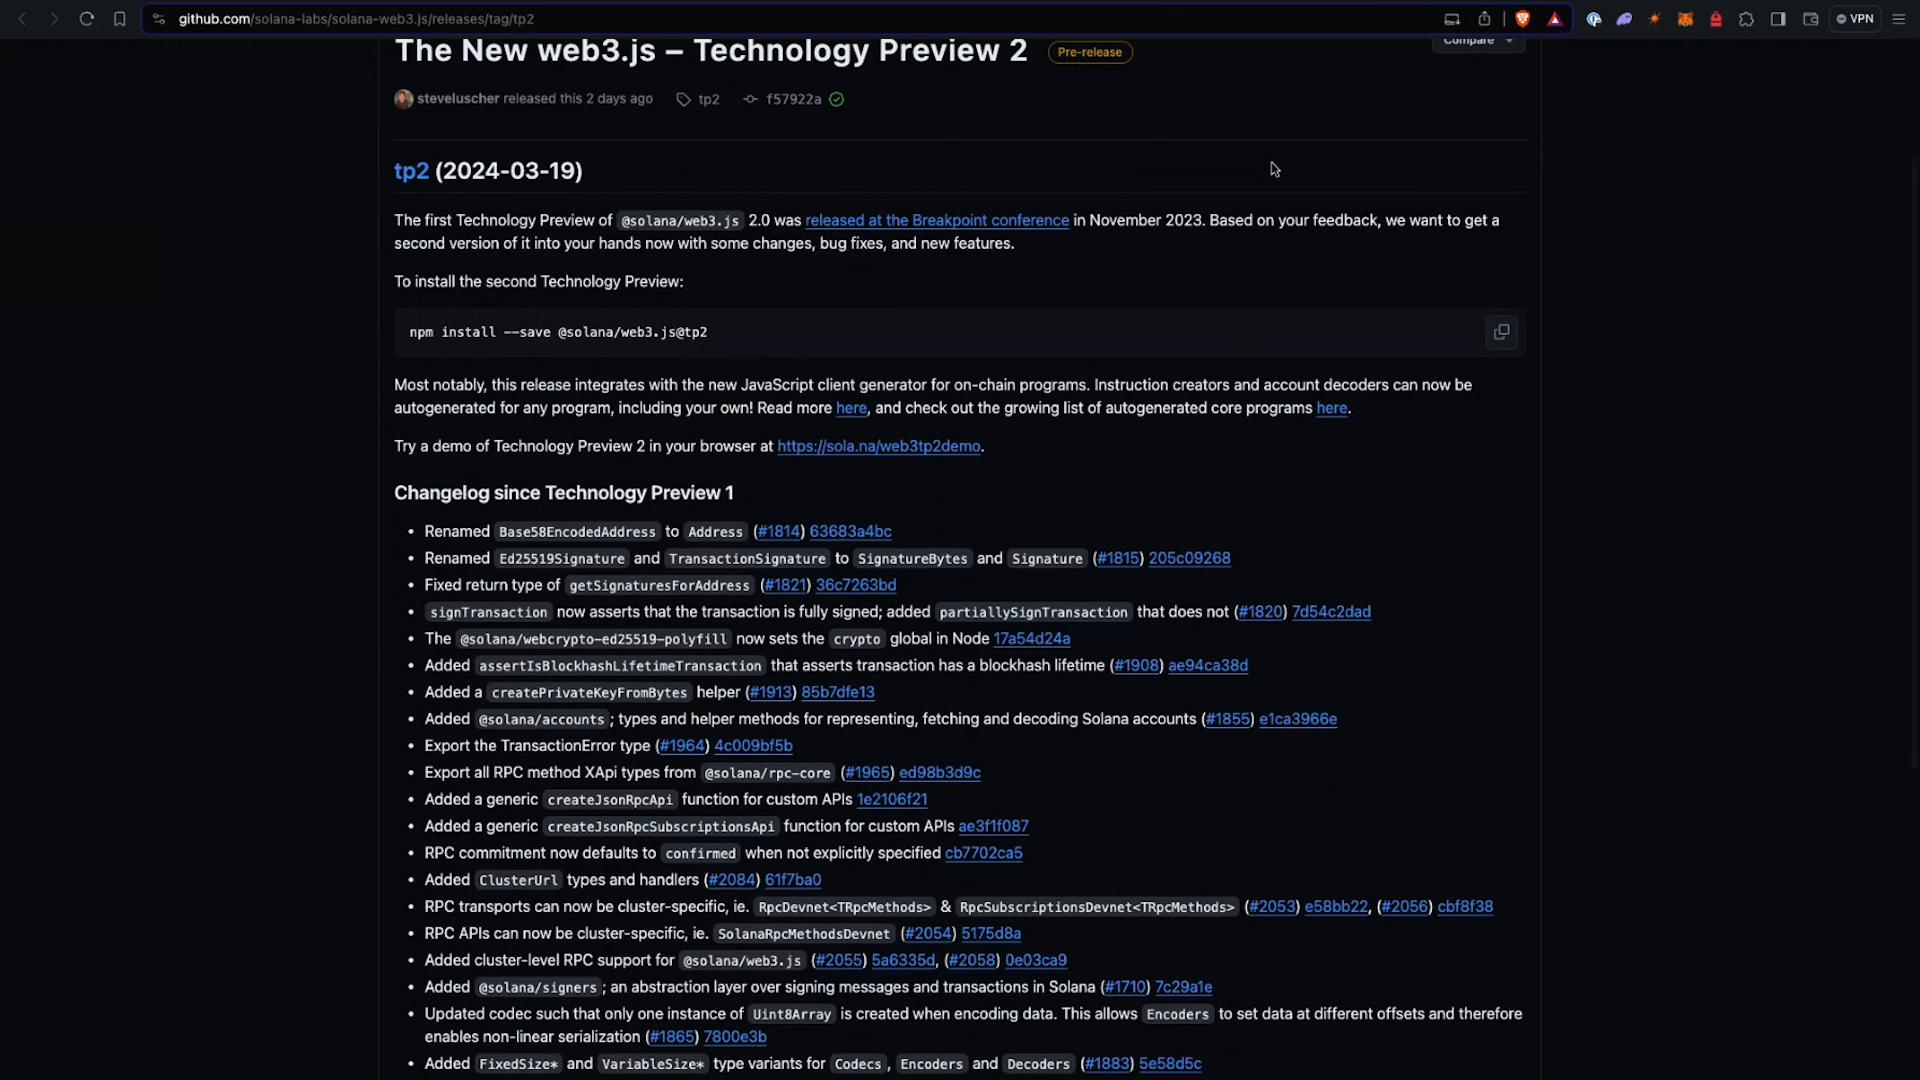 github.com/solana-labs/solana-web3.js/releases/tag/tp2
VPN
The New web3.js – Technology Preview 2 Pre-release
Compare
steveluscher released this 2 days ago tp2 f57922a
tp2 (2024-03-19)
The first Technology Preview of @solana/web3.js 2.0 was released at the Breakpoint conference in November 2023. Based on your feedback, we want to get a
second version of it into your hands now with some changes, bug fixes, and new features.
To install the second Technology Preview:
npm install --save @solana/web3.js@tp2
Most notably, this release integrates with the new JavaScript client generator for on-chain programs. Instruction creators and account decoders can now be
autogenerated for any program, including your own! Read more here, and check out the growing list of autogenerated core programs here.
Try a demo of Technology Preview 2 in your browser at https://sola.na/web3tp2demo.
Changelog since Technology Preview 1
• Renamed Base58EncodedAddress to Address (#1814) 63683a4bc
• Renamed Ed25519Signature and TransactionSignature to SignatureBytes and Signature (#1815) 205c09268
• Fixed return type of getSignaturesForAddress (#1821) 36c7263bd
• signTransaction now asserts that the transaction is fully signed; added partiallySignTransaction that does not (#1820) 7d54c2dad
• The @solana/webcrypto-ed25519-polyfill now sets the crypto global in Node 17a54d24a
• Added assertIsBlockhashLifetimeTransaction that asserts transaction has a blockhash lifetime (#1908) ae94ca38d
• Added a createPrivateKeyFromBytes helper (#1913) 85b7dfe13
• Added @solana/accounts; types and helper methods for representing, fetching and decoding Solana accounts (#1855) e1ca3966e
• Export the TransactionError type (#1964) 4c009bf5b
• Export all RPC method XApi types from @solana/rpc-core (#1965) ed98b3d9c
• Added a generic createJsonRpcApi function for custom APIs 1e2106f21
• Added a generic createJsonRpcSubscriptionsApi function for custom APIs ae3f1f087
• RPC commitment now defaults to confirmed when not explicitly specified cb7702ca5
• Added ClusterUrl types and handlers (#2084) 61f7ba0
• RPC transports can now be cluster-specific, ie. RpcDevnet<TRpcMethods> & RpcSubscriptionsDevnet<TRpcMethods> (#2053) e58bb22, (#2056) cbf8f38
• RPC APIs can now be cluster-specific, ie. SolanaRpcMethodsDevnet (#2054) 5175d8a
• Added cluster-level RPC support for @solana/web3.js (#2055) 5a6335d, (#2058) 0e03ca9
• Added @solana/signers; an abstraction layer over signing messages and transactions in Solana (#1710) 7c29a1e
• Updated codec such that only one instance of Uint8Array is created when encoding data. This allows Encoders to set data at different offsets and therefore
enables non-linear serialization (#1865) 7800e3b
• Added FixedSize* and VariableSize* type variants for Codecs, Encoders and Decoders (#1883) 5e58d5c